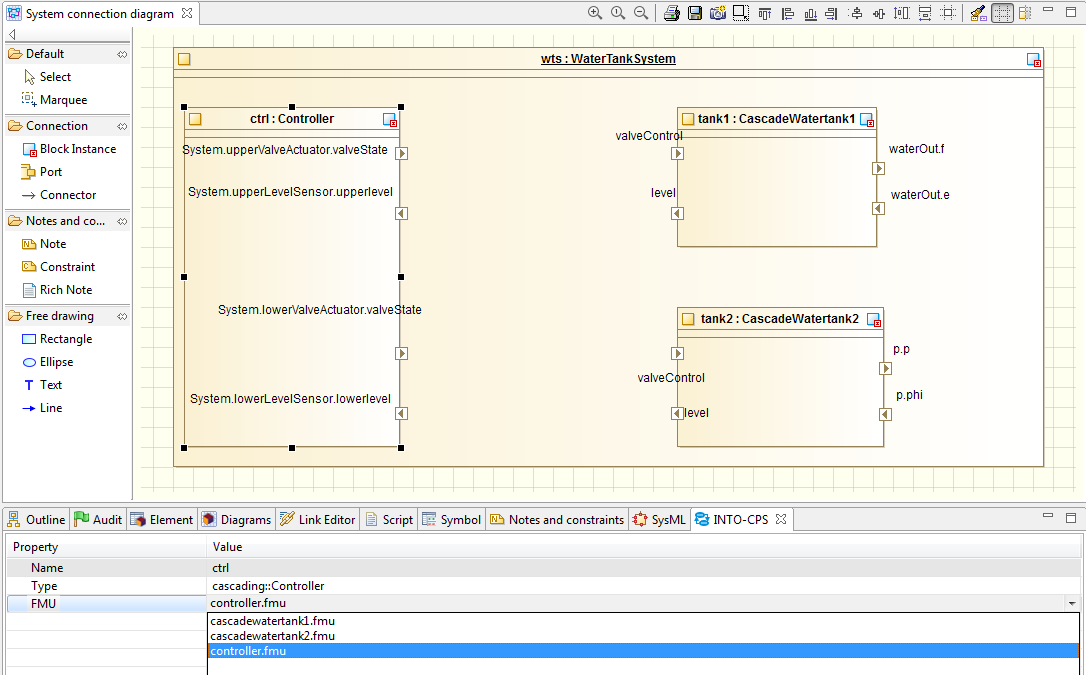 System connection diagram
Default
Select
Marquee
Connection
Block Instance
Port
Connector
Notes and co...
Note
Constraint
Rich Note
Free drawing
Rectangle
Ellipse
Text
Line
wts : WaterTankSystem
ctrl : Controller
System.upperValveActuator.valveState
System.upperLevelSensor.upperlevel
System.lowerValveActuator.valveState
System.lowerLevelSensor.lowerlevel
tank1 : CascadeWatertank1
valveControl
level
waterOut.f
waterOut.e
tank2 : CascadeWatertank2
valveControl
level
p.p
p.phi
Outline Audit Element Diagrams Link Editor Script Symbol Notes and constraints SysML INTO-CPS
Property Value
Name ctrl
Type cascading::Controller
FMU controller.fmu
cascadewatertank1.fmu
cascadewatertank2.fmu
controller.fmu